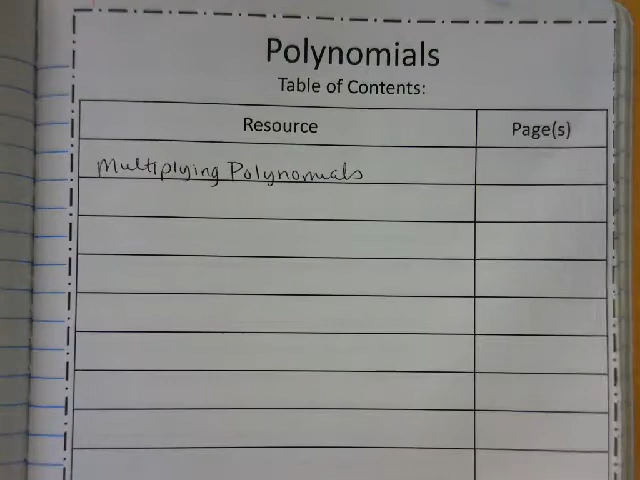 Polynomials
Table of Contents:
Resource Page(s)
Multiplying Polynomials